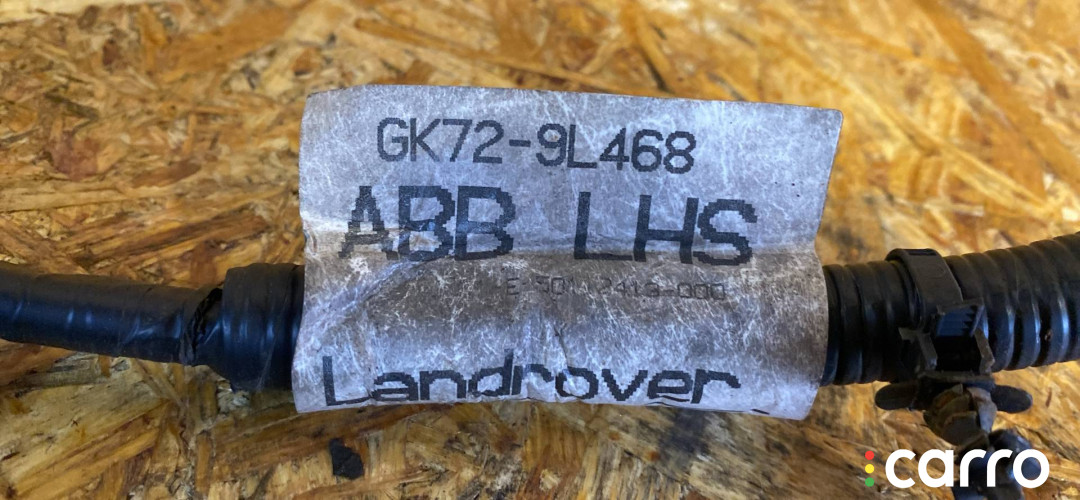 GK72-9L468
ABB LHS
Landrover
carro